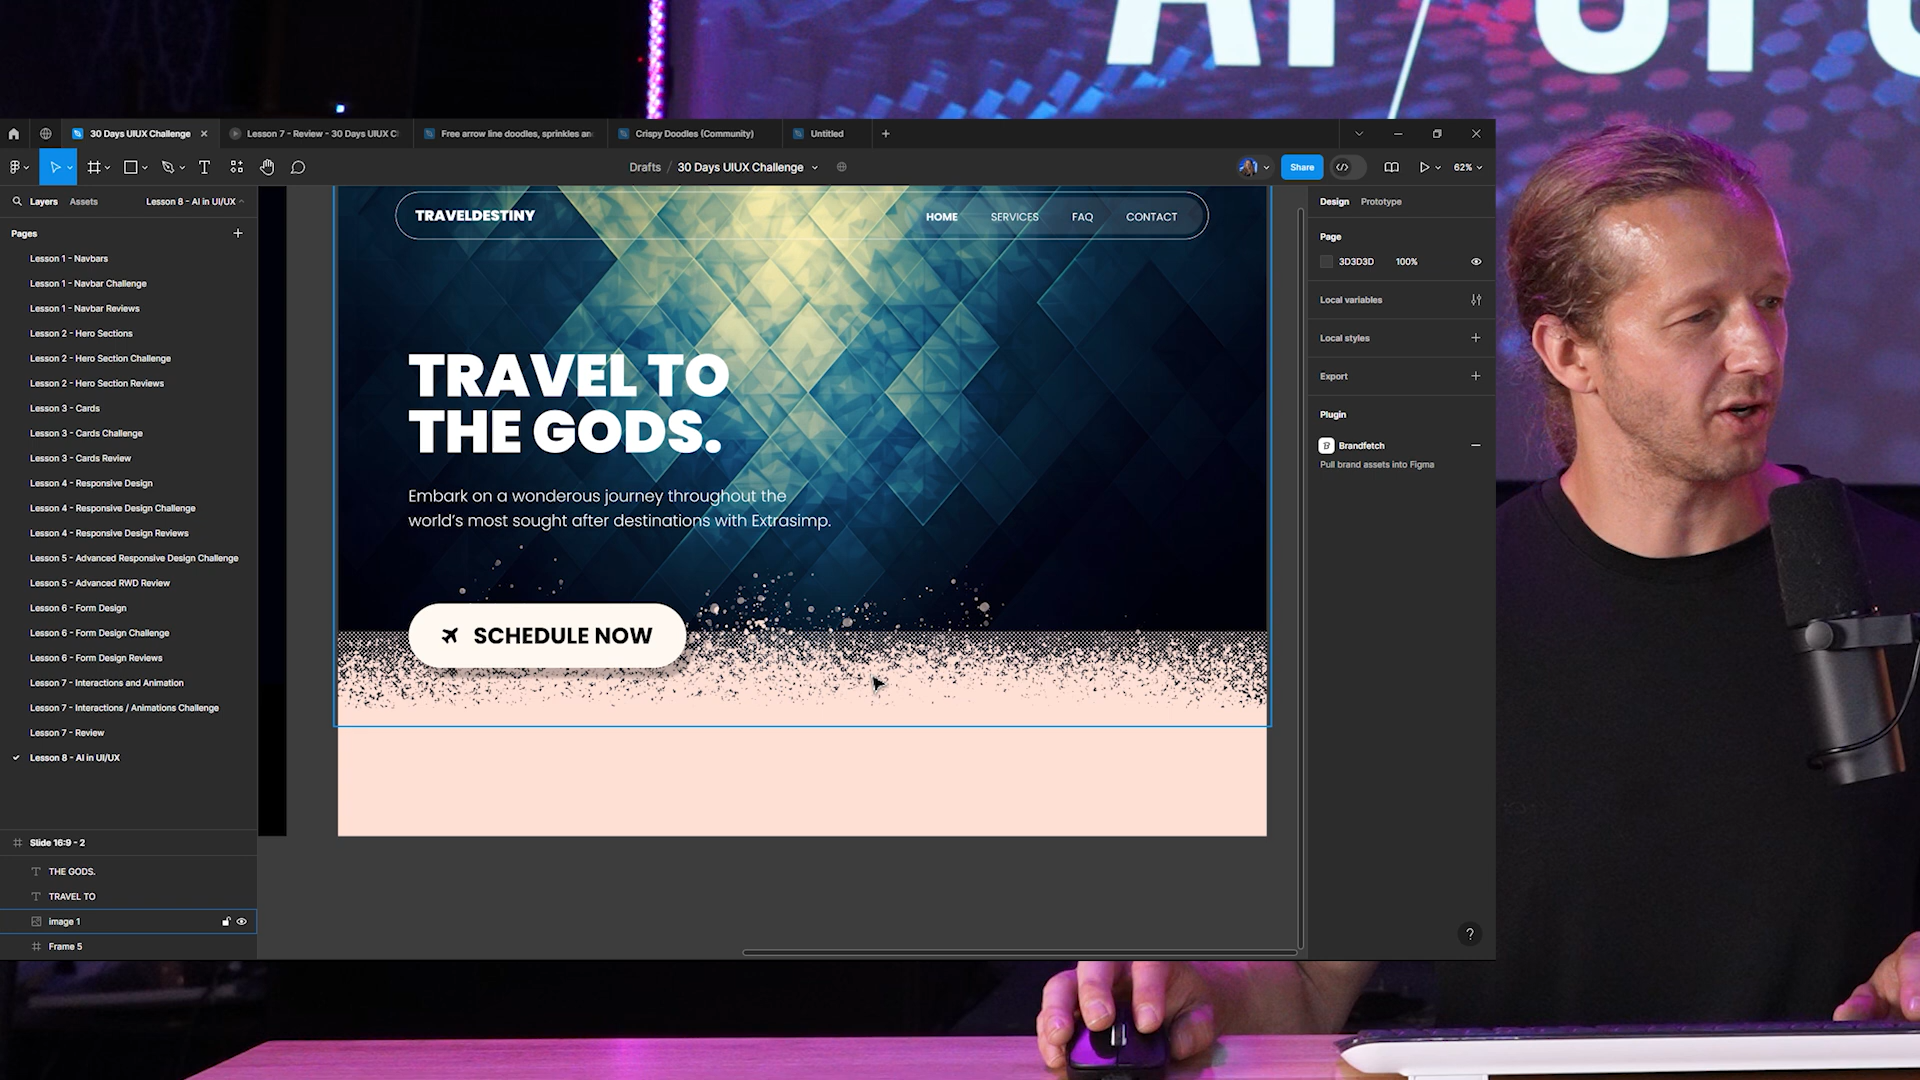 AI / UI U
30 Days UIUX Challenge
Lesson 7 - Review - 30 Days UIUX C
Free arrow line doodles, sprinkles an
Crispy Doodles (Community)
Untitled
Drafts / 30 Days UIUX Challenge
Share
62%
Layers
Assets
Lesson 8 - AI in UI/UX
Pages
Lesson 1 - Navbars
Lesson 1 - Navbar Challenge
Lesson 1 - Navbar Reviews
Lesson 2 - Hero Sections
Lesson 2 - Hero Section Challenge
Lesson 2 - Hero Section Reviews
Lesson 3 - Cards
Lesson 3 - Cards Challenge
Lesson 3 - Cards Review
Lesson 4 - Responsive Design
Lesson 4 - Responsive Design Challenge
Lesson 4 - Responsive Design Reviews
Lesson 5 - Advanced Responsive Design Challenge
Lesson 5 - Advanced RWD Review
Lesson 6 - Form Design
Lesson 6 - Form Design Challenge
Lesson 6 - Form Design Reviews
Lesson 7 - Interactions and Animation
Lesson 7 - Interactions / Animations Challenge
Lesson 7 - Review
Lesson 8 - AI in UI/UX
Slide 16:9 - 2
THE GODS.
TRAVEL TO
image 1
Frame 5
TRAVELDESTINY
HOME
SERVICES
FAQ
CONTACT
TRAVEL TO
THE GODS.
Embark on a wonderous journey throughout the
world's most sought after destinations with Extrasimp.
SCHEDULE NOW
Design
Prototype
Page
3D3D3D
100%
Local variables
Local styles
Export
Plugin
Brandfetch
Pull brand assets into Figma
?